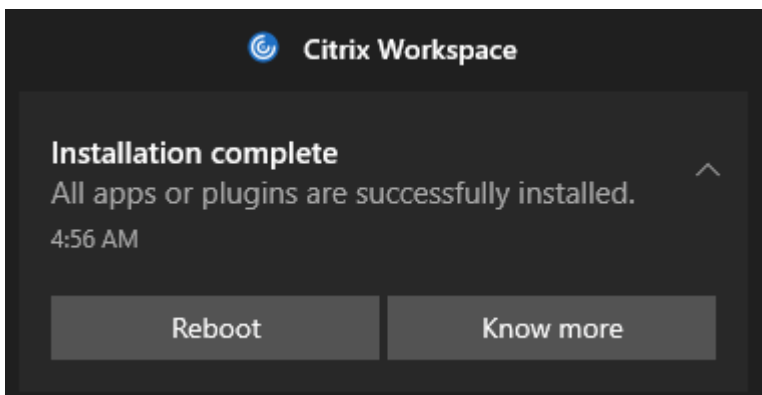 Citrix Workspace
Installation complete
All apps or plugins are successfully installed.
4:56 AM
Reboot
Know more